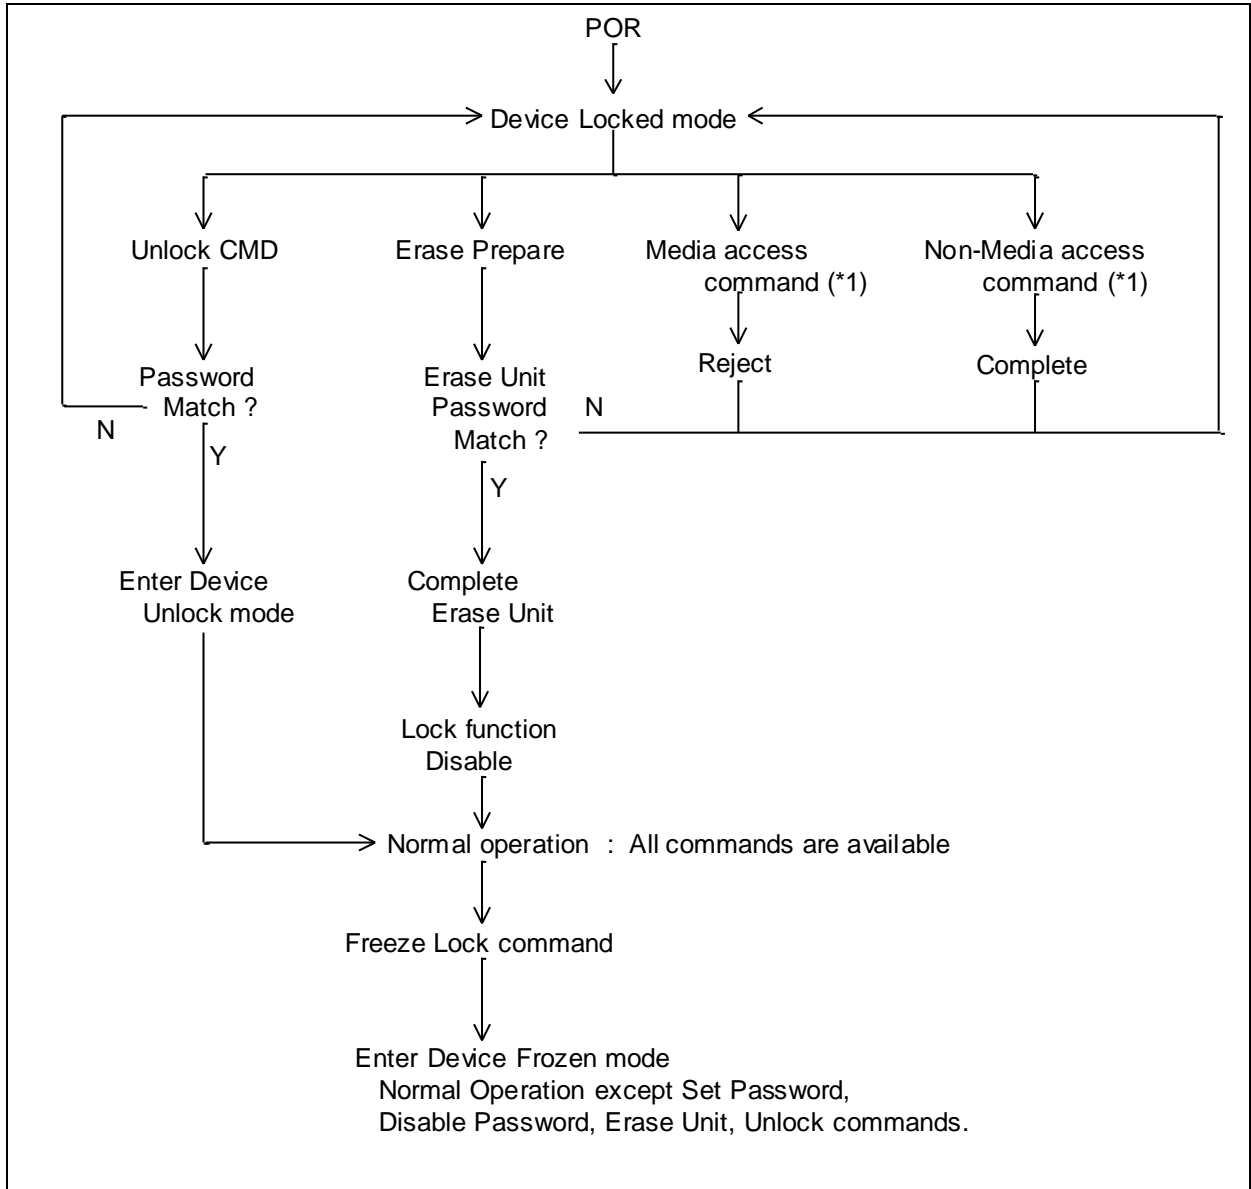 POR
Device Locked mode
Unlock CMD
Erase Prepare
Media access
command (*1)
Non-Media access
command (*1)
Password
Match ?
Erase Unit
Password
Match ?
Reject
Complete
N
N
Y
Y
Enter Device
Unlock mode
Complete
Erase Unit
Lock function
Disable
Normal operation : All commands are available
Freeze Lock command
Enter Device Frozen mode
Normal Operation except Set Password,
Disable Password, Erase Unit, Unlock commands.